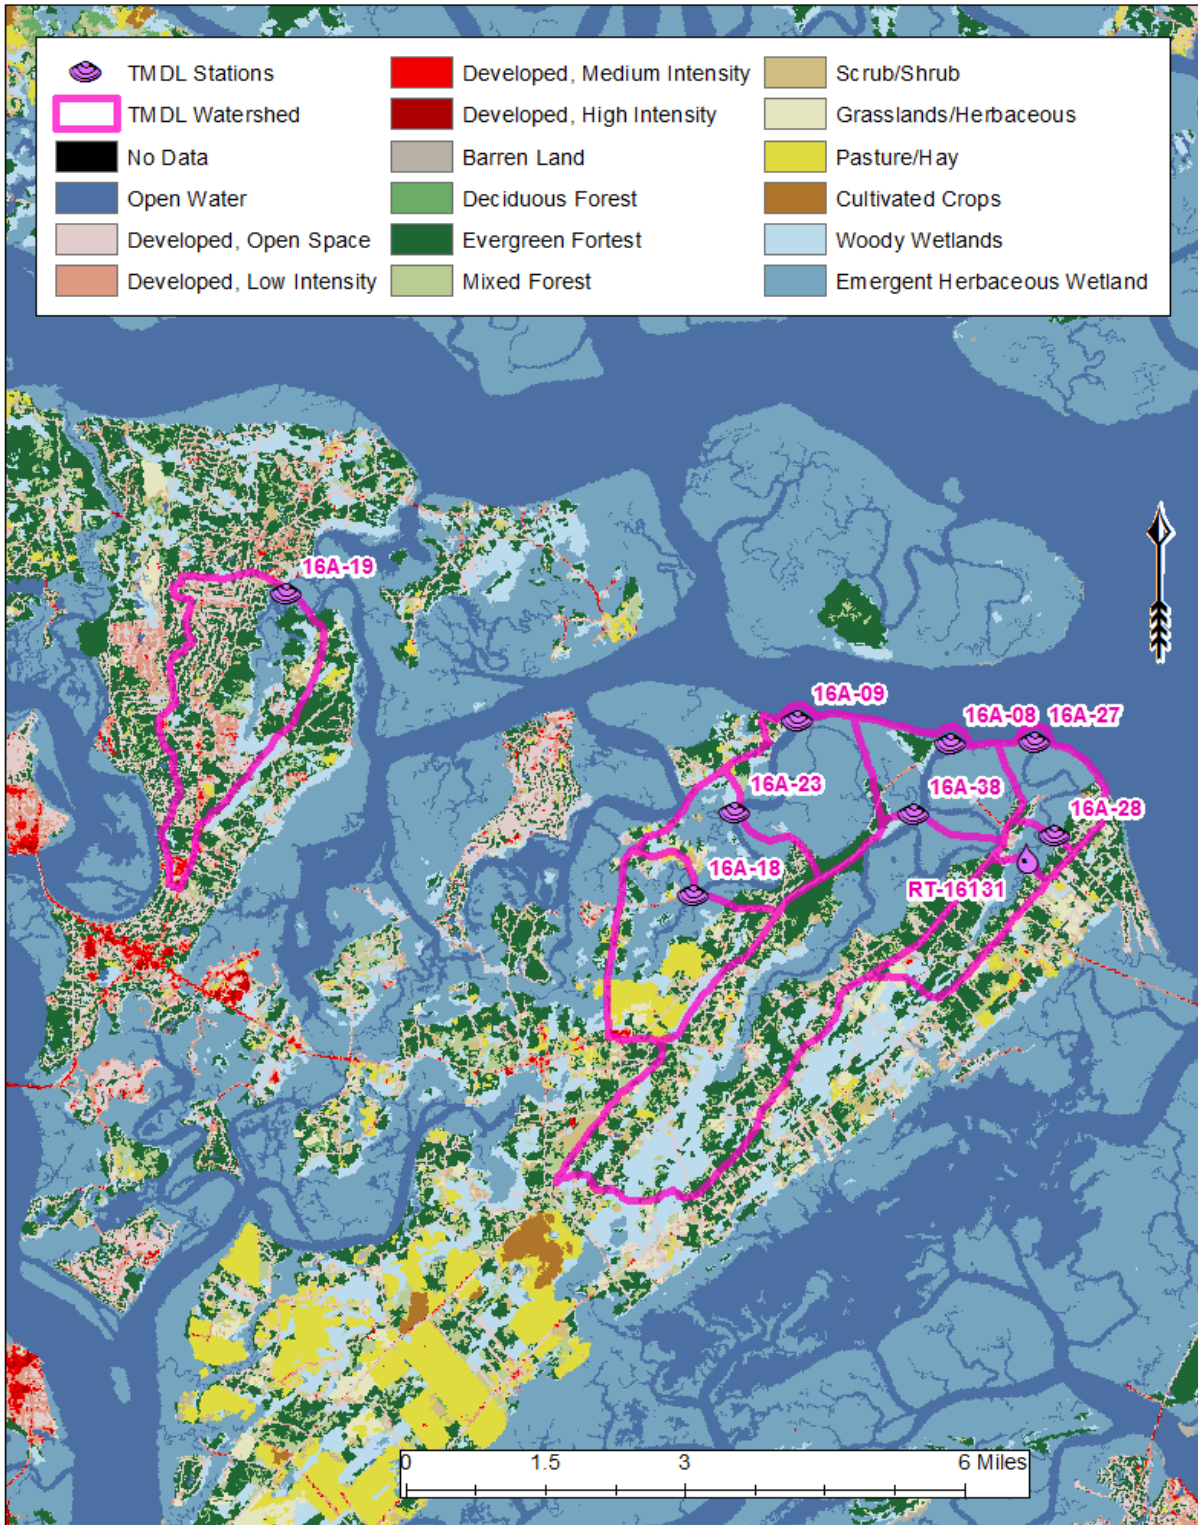 TMDL Stations
TMDL Watershed
No Data
Open Water
Developed, Open Space
Developed, Low Intensity
Developed, Medium Intensity
Developed, High Intensity
Barren Land
Deciduous Forest
Evergreen Fortest
Mixed Forest
Scrub/Shrub
Grasslands/Herbaceous
Pasture/Hay
Cultivated Crops
Woody Wetlands
Emergent Herbaceous Wetland
16A-19
16A-09
16A-08 16A-27
16A-23
16A-38
16A-28
16A-18
RT-16131
0 1.5 3 6 Miles